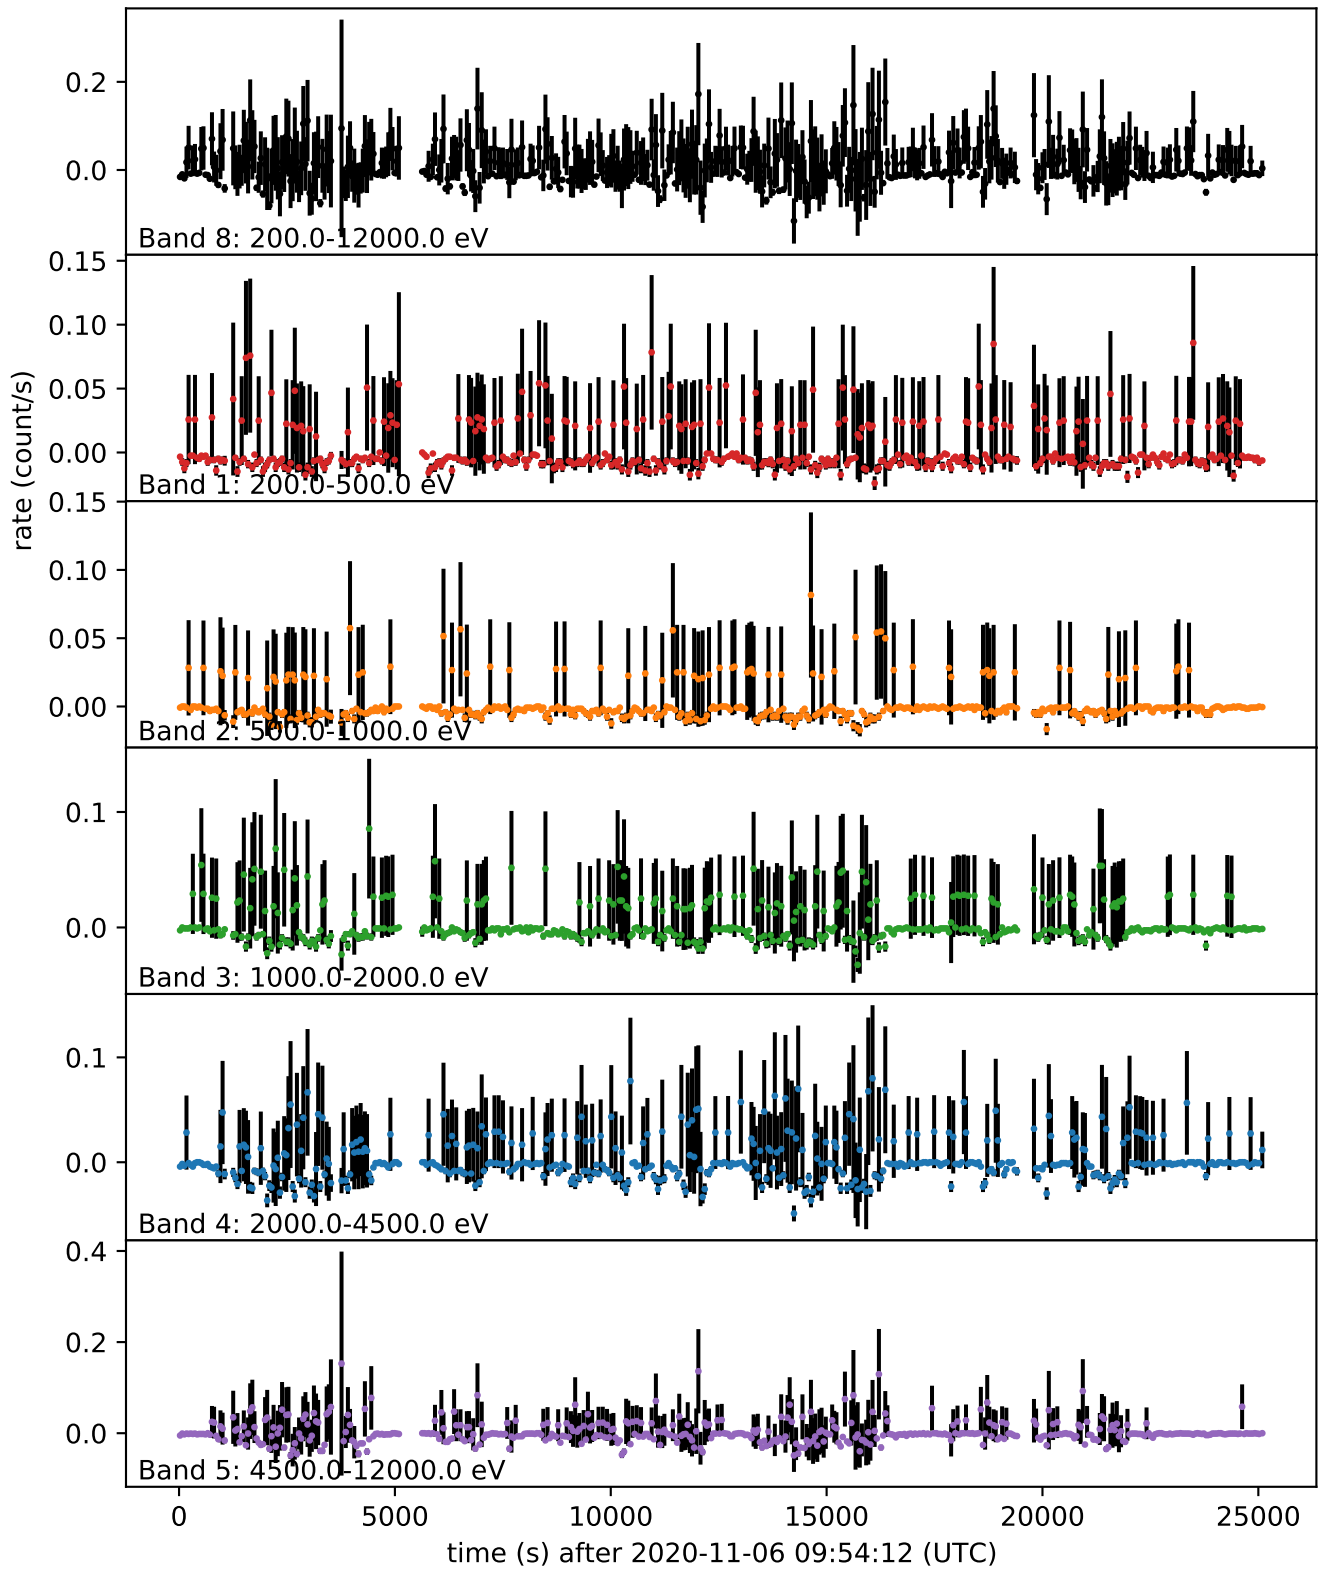 0.2
0.0
Band 8: 200.0-12000.0 eV
0.15
0.10
0.05
0.00
Band 1: 200.0-500.0 eV
rate (count/s)
0.15
0.10
0.05
0.00
Band 2: 500.0-1000.0 eV
0.1
0.0
Band 3: 1000.0-2000.0 eV
0.1
0.0
Band 4: 2000.0-4500.0 eV
0.4
0.2
0.0
Band 5: 4500.0-12000.0 eV
0 5000 10000 15000 20000 25000
time (s) after 2020-11-06 09:54:12 (UTC)